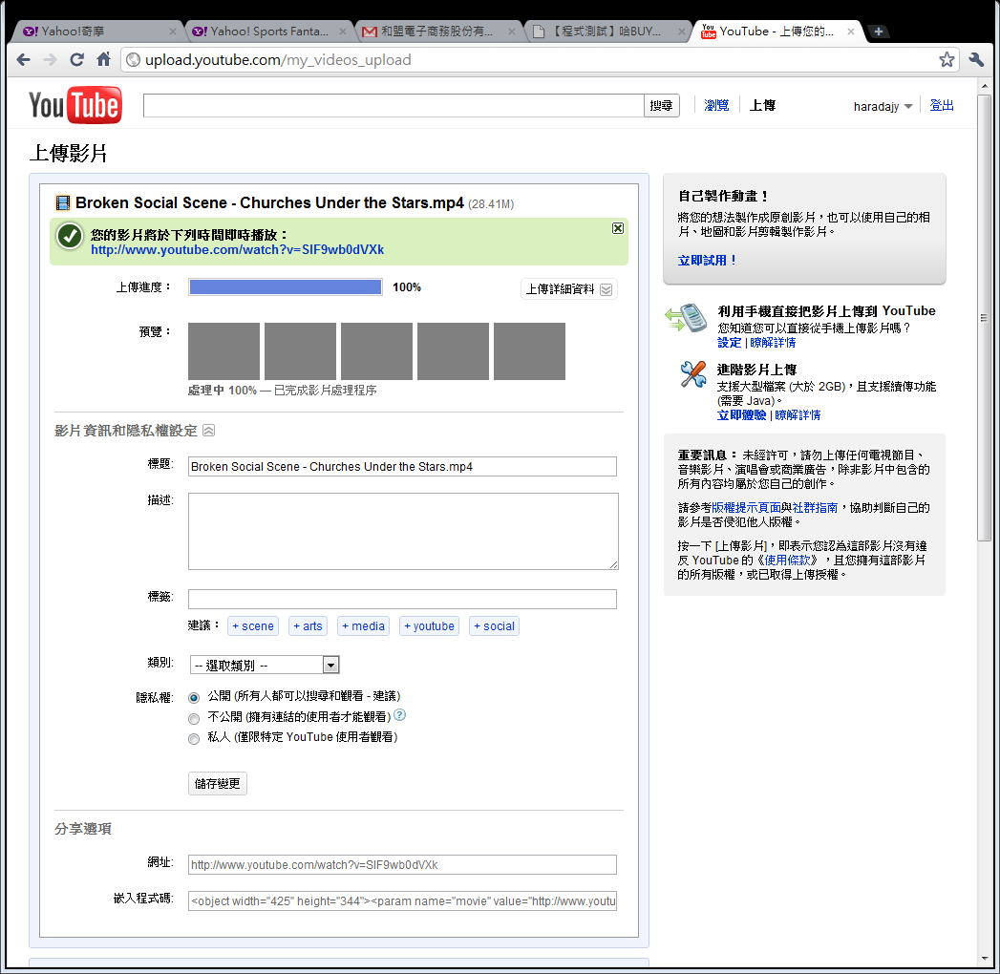 Yahoo!奇摩
Yahoo! Sports Fanta...
和盟電子商務股份有...
【程式測試】哈BUY...
YouTube - 上傳您的...
upload.youtube.com/my_videos_upload
YouTube
搜尋
瀏覽
上傳
haradajy
登出
上傳影片
Broken Social Scene - Churches Under the Stars.mp4 (28.41M)
您的影片將於下列時間即時播放：
http://www.youtube.com/watch?v=SIF9wb0dVXk
上傳進度： 100% 上傳詳細資料
預覽：
處理中 100% — 已完成影片處理程序
影片資訊和隱私權設定
標題: Broken Social Scene - Churches Under the Stars.mp4
描述:
標籤:
建議： + scene + arts + media + youtube + social
類別: -- 選取類別 --
隱私權: 公開 (所有人都可以搜尋和觀看 - 建議)
不公開 (擁有連結的使用者才能觀看)
私人 (僅限特定 YouTube 使用者觀看)
儲存變更
分享選項
網址: http://www.youtube.com/watch?v=SIF9wb0dVXk
嵌入程式碼: <object width="425" height="344"><param name="movie" value="http://www.youtu
自己製作動畫！
將您的想法製作成原創影片，也可以使用自己的相
片、地圖和影片剪輯製作影片。
立即試用！
利用手機直接把影片上傳到 YouTube
您知道您可以直接從手機上傳影片嗎？
設定 | 瞭解詳情
進階影片上傳
支援大型檔案 (大於 2GB)，且支援續傳功能
(需要 Java)。
立即體驗 | 瞭解詳情
重要訊息： 未經許可，請勿上傳任何電視節目、
音樂影片、演唱會或商業廣告，除非影片中包含的
所有內容均屬於您自己的創作。
請參考版權提示頁面與社群指南，協助判斷自己的
影片是否侵犯他人版權。
按一下 [上傳影片]，即表示您認為這部影片沒有違
反 YouTube 的《使用條款》，且您擁有這部影片
的所有版權，或已取得上傳授權。